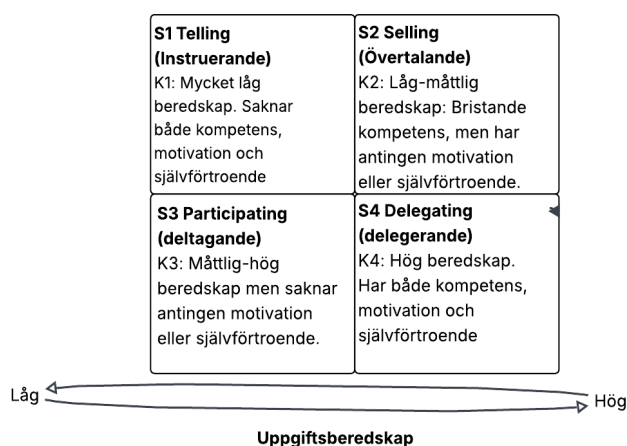 S1 Telling
(Instruerande)
K1: Mycket låg
beredskap. Saknar
både kompetens,
motivation och
självförtroende
S2 Selling
(Övertalande)
K2: Låg-måttlig
beredskap: Bristande
kompetens, men har
antingen motivation
eller självförtroende.
S3 Participating
(deltagande)
K3: Måttlig-hög
beredskap men saknar
antingen motivation
eller självförtroende.
S4 Delegating
(delegerande)
K4: Hög beredskap.
Har både kompetens,
motivation och
självförtroende
Låg
Hög
Uppgiftsberedskap